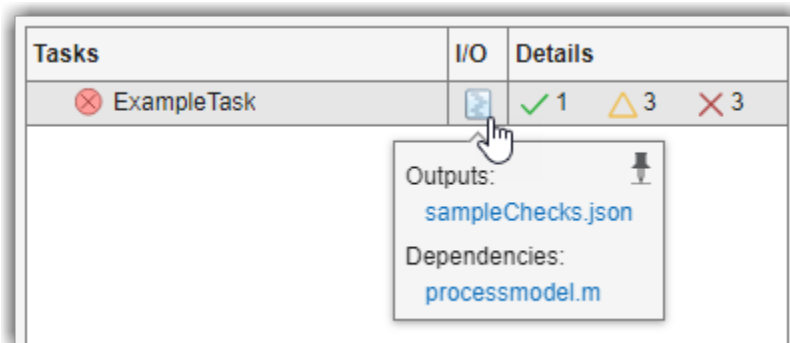 Tasks I/O Details
ExampleTask 1 3 3
Outputs:
sampleChecks.json
Dependencies:
processmodel.m